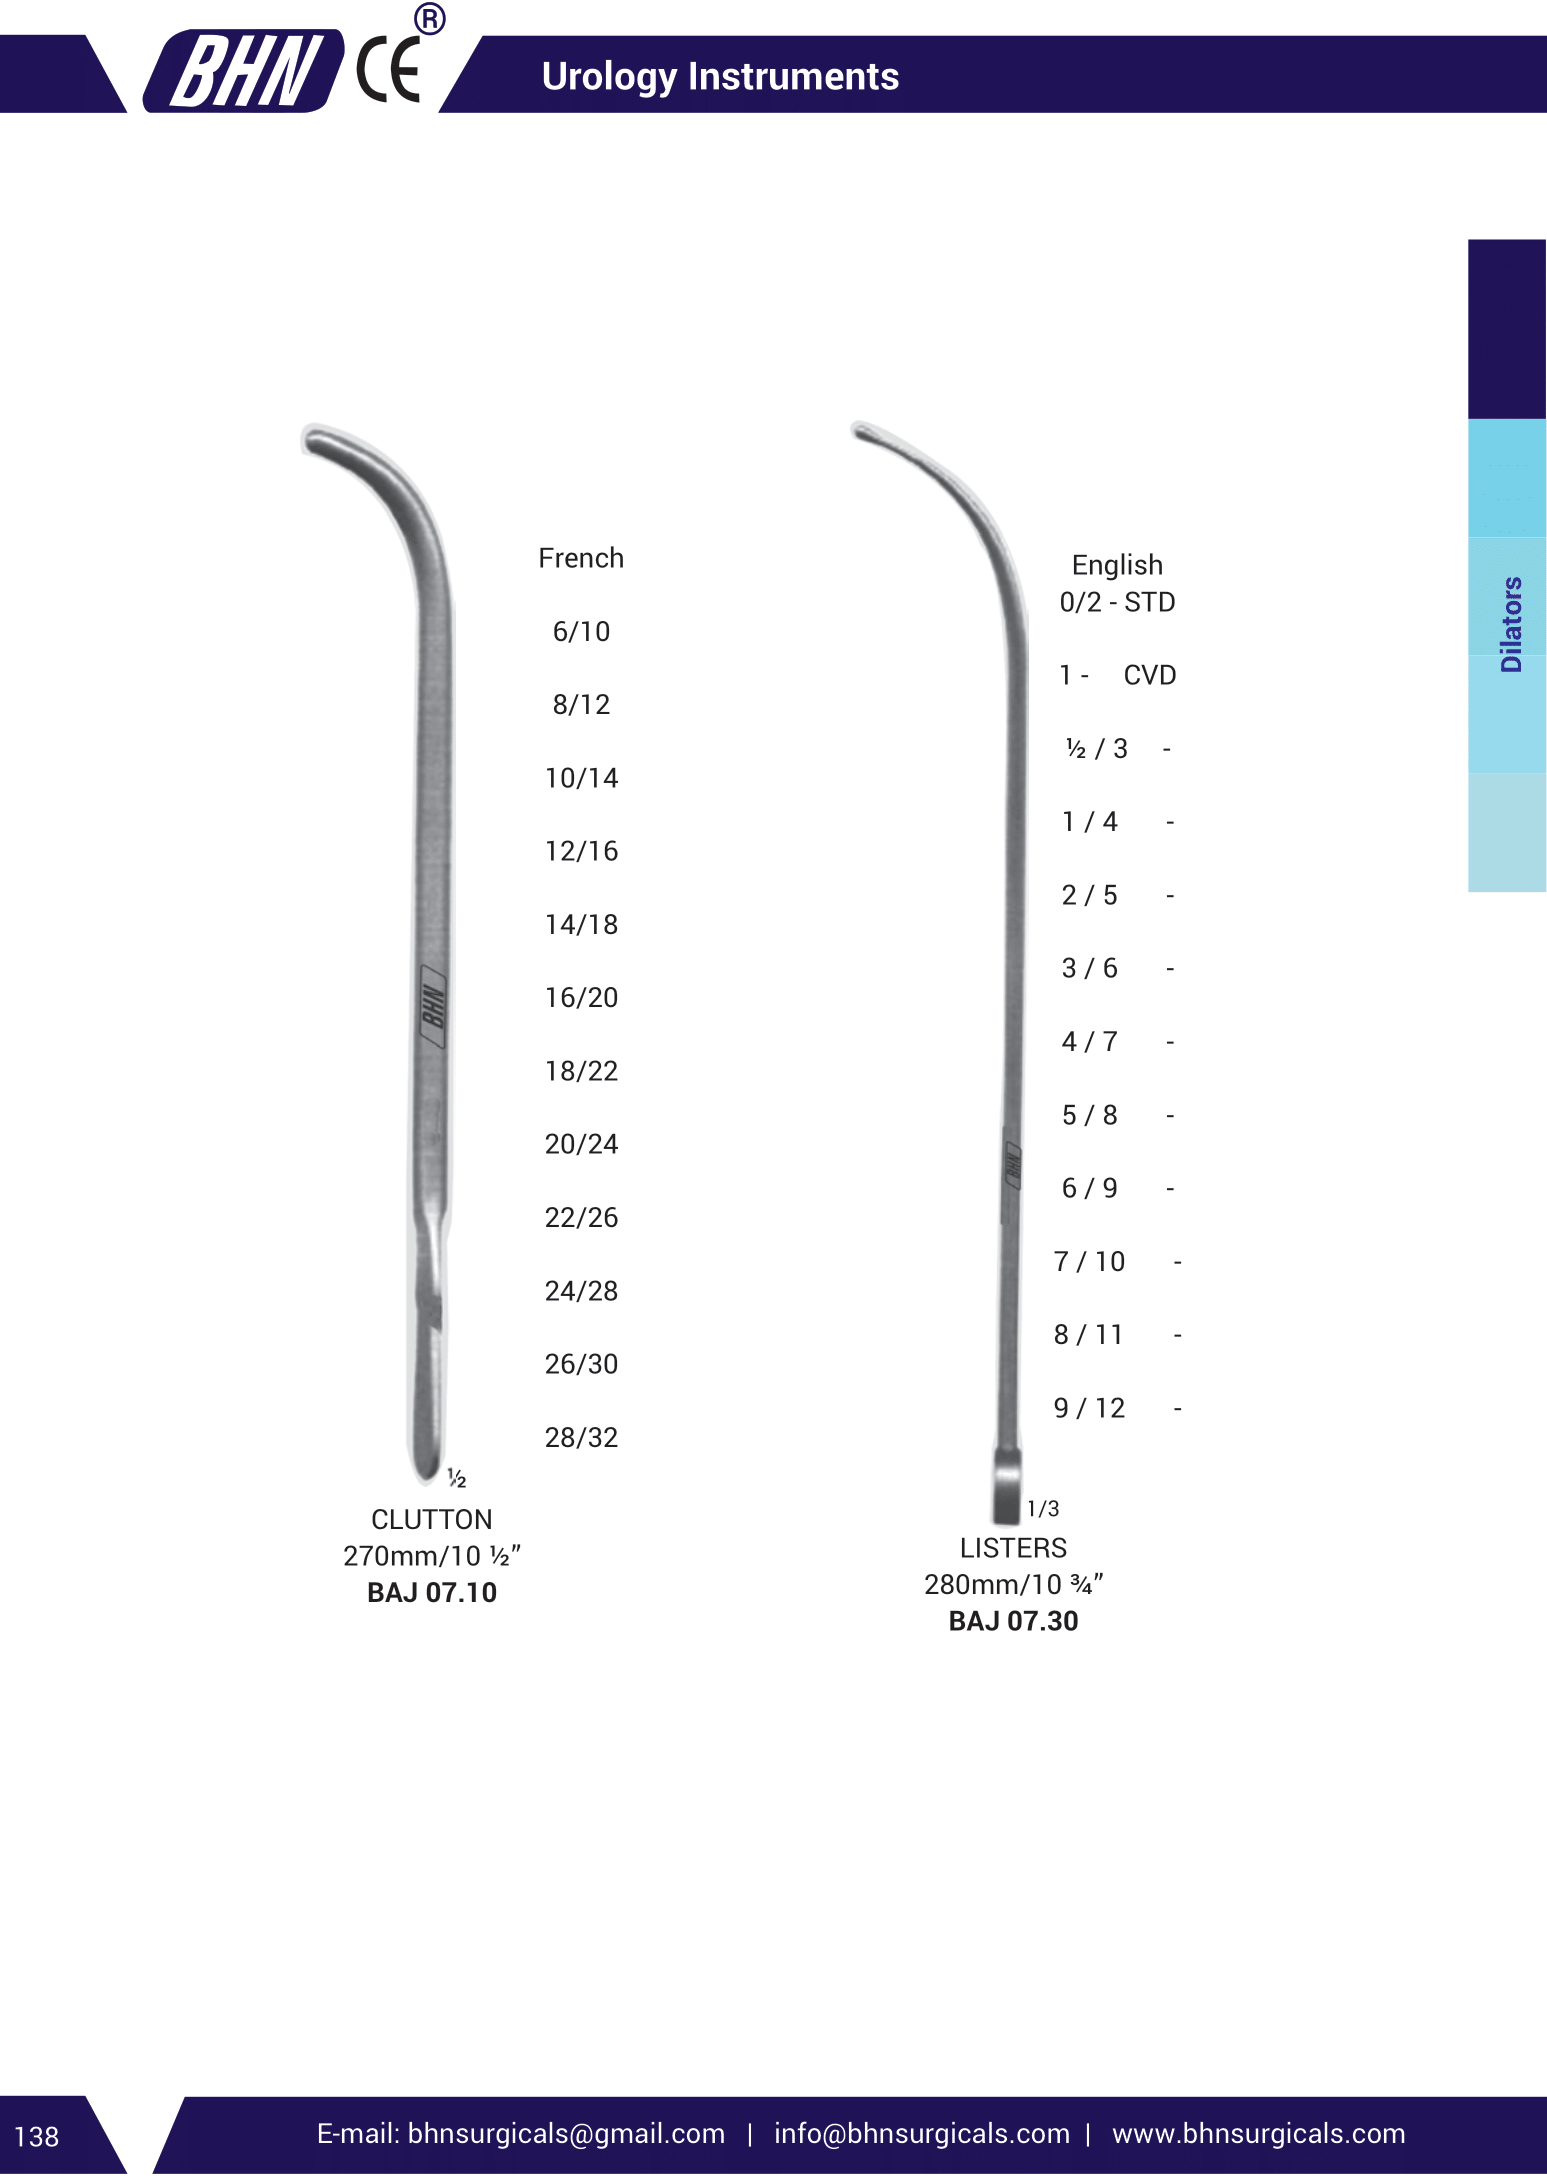 BHN CE ®
Urology Instruments
Dilators
French
6/10
8/12
10/14
12/16
14/18
16/20
18/22
20/24
22/26
24/28
26/30
28/32
BHN
½
CLUTTON
270mm/10 ½”
BAJ 07.10
English
0/2 - STD
1 - CVD
½ / 3 -
1 / 4 -
2 / 5 -
3 / 6 -
4 / 7 -
5 / 8 -
6 / 9 -
7 / 10 -
8 / 11 -
9 / 12 -
BHN
1/3
LISTERS
280mm/10 ¾”
BAJ 07.30
138
E-mail: bhnsurgicals@gmail.com | info@bhnsurgicals.com | www.bhnsurgicals.com